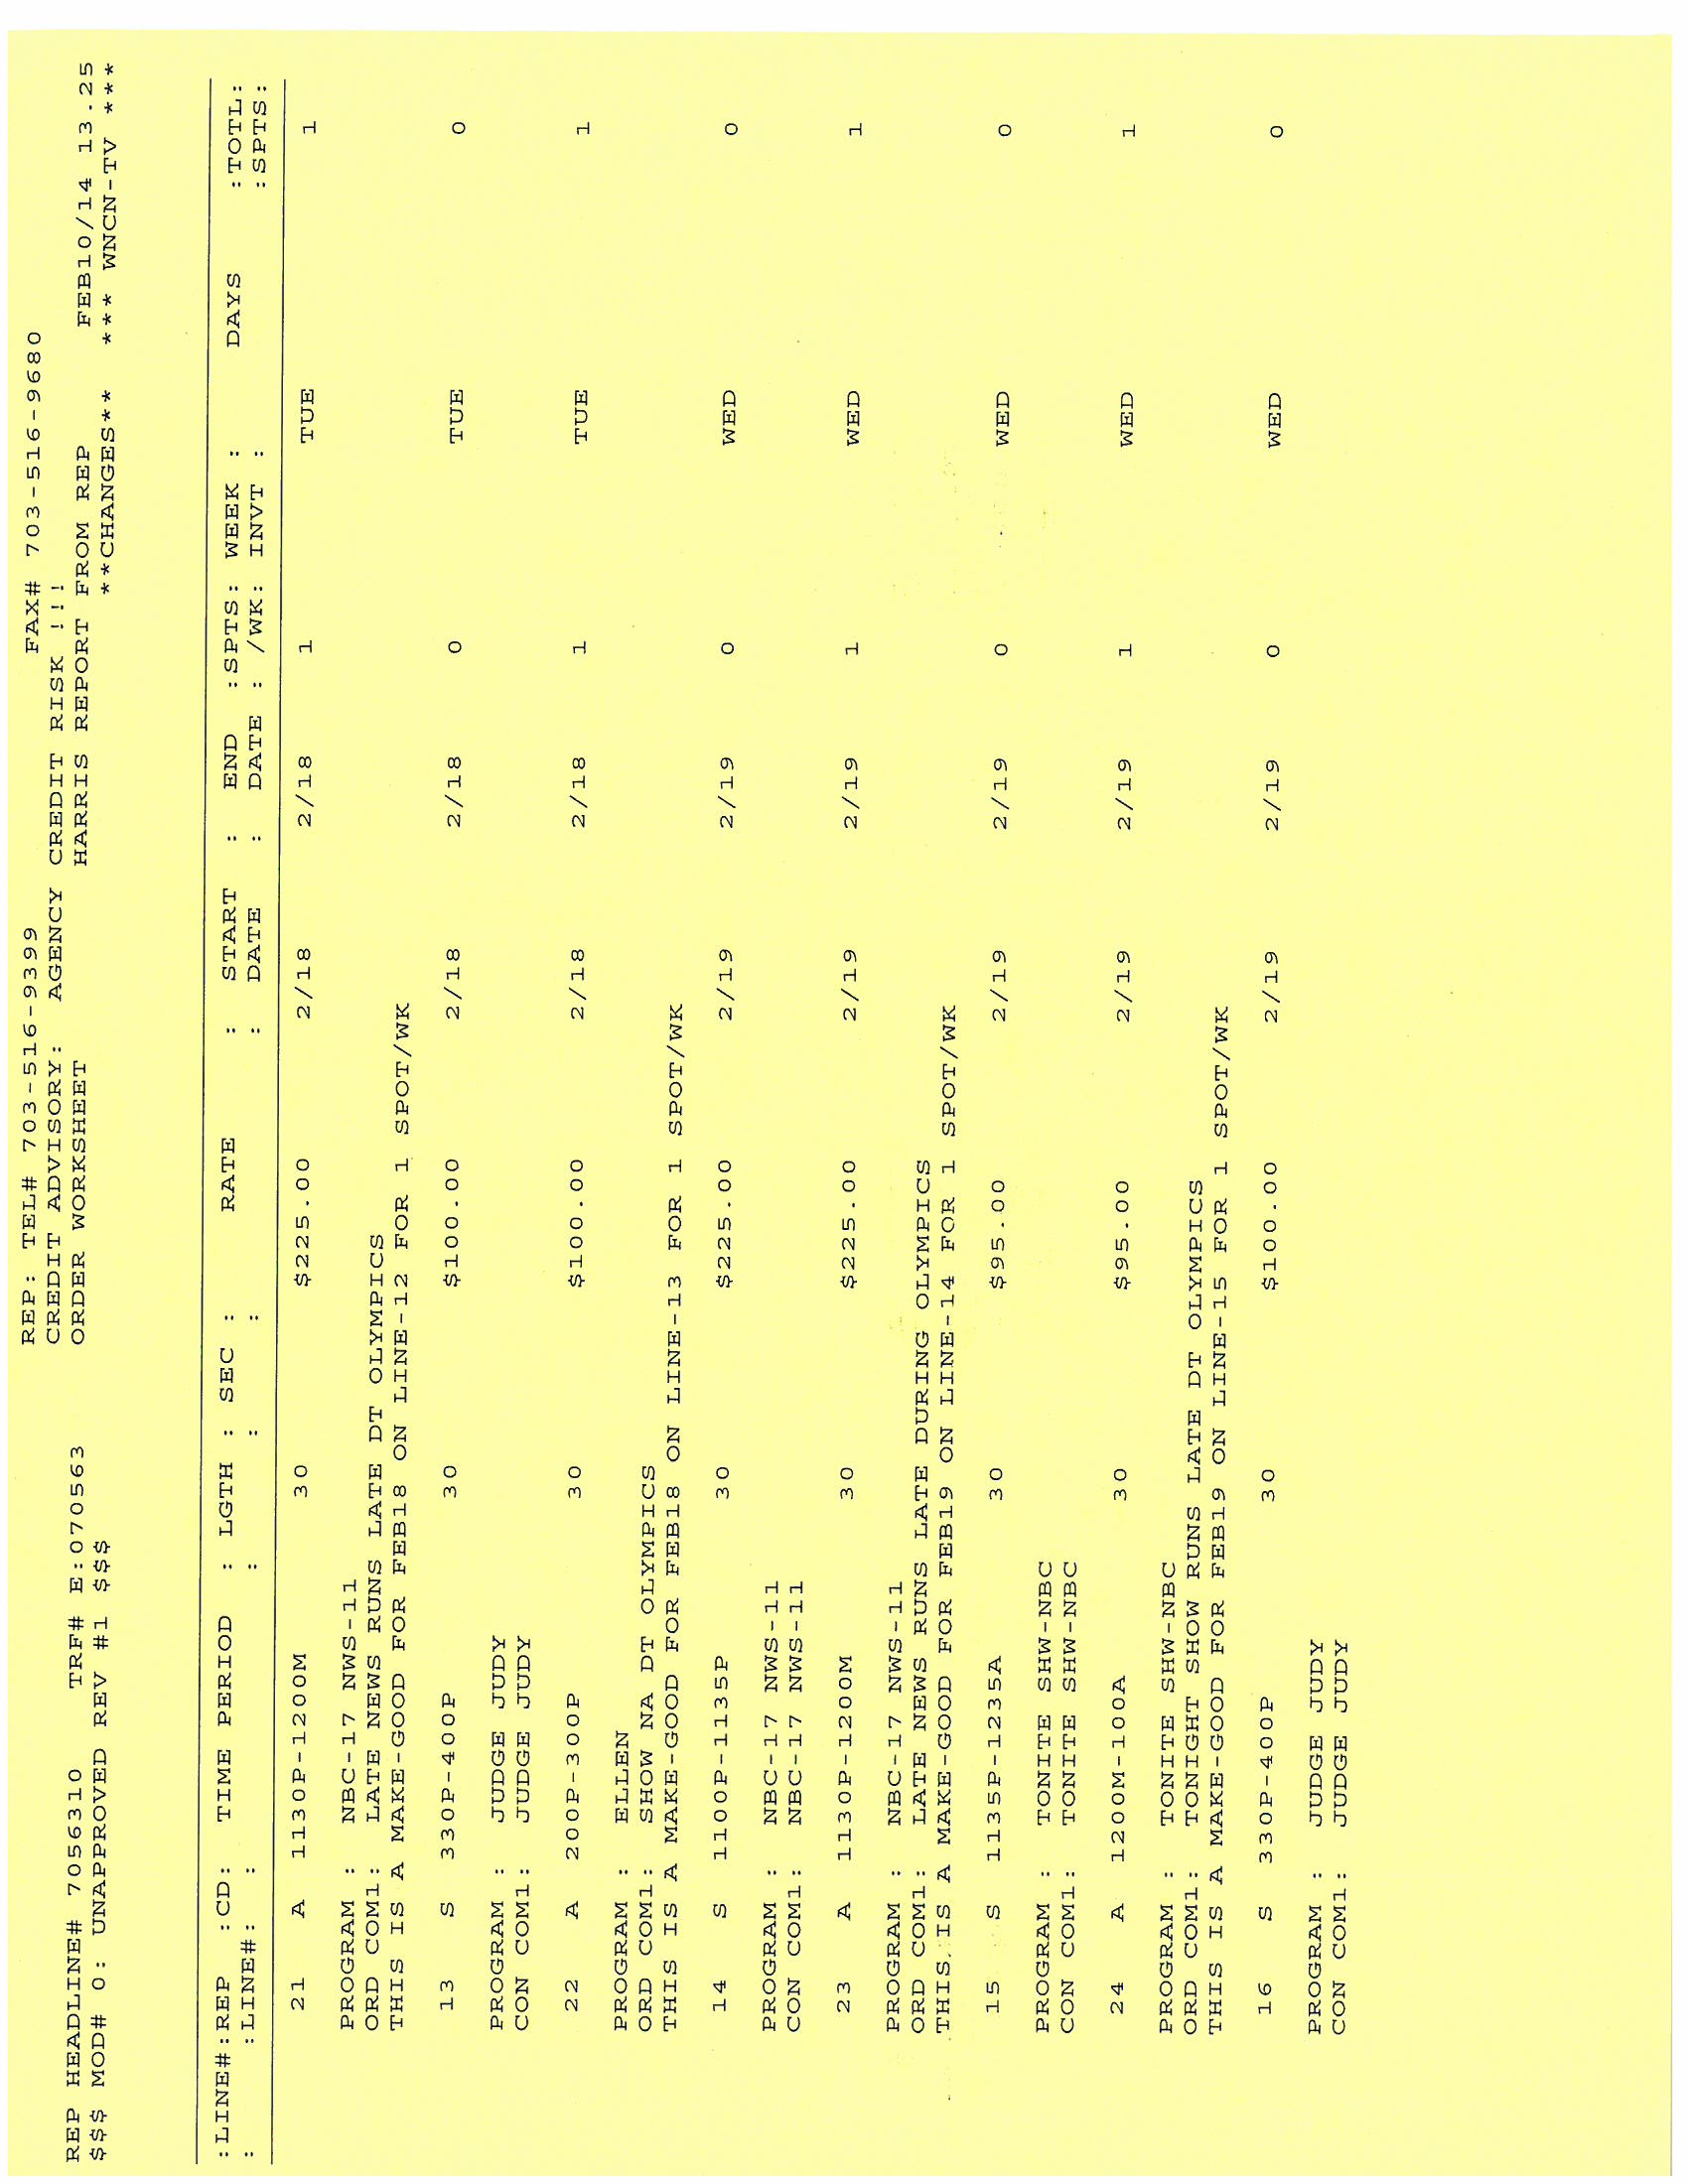 REP: TEL# 703-516-9399 FAX# 703-516-9680
CREDIT ADVISORY: AGENCY CREDIT RISK !!!
REP HEADLINE# 7056310 TRF# E:070563 ORDER WORKSHEET HARRIS REPORT FROM REP FEB10/14 13.25
$$$ MOD# 0: UNAPPROVED REV #1 $$$ **CHANGES** *** WNCN-TV ***
:LINE#:REP :CD: TIME PERIOD : LGTH : SEC : RATE : START : END :SPTS: WEEK : DAYS :TOTL:
: :LINE#: : : : : DATE : DATE : /WK: INVT : :SPTS:
21 A 1130P-1200M 30 $225.00 2/18 2/18 1 TUE 1
PROGRAM : NBC-17 NWS-11
ORD COM1: LATE NEWS RUNS LATE DT OLYMPICS
THIS IS A MAKE-GOOD FOR FEB18 ON LINE-12 FOR 1 SPOT/WK
13 S 330P-400P 30 $100.00 2/18 2/18 0 TUE 0
PROGRAM : JUDGE JUDY
CON COM1: JUDGE JUDY
22 A 200P-300P 30 $100.00 2/18 2/18 1 TUE 1
PROGRAM : ELLEN
ORD COM1: SHOW NA DT OLYMPICS
THIS IS A MAKE-GOOD FOR FEB18 ON LINE-13 FOR 1 SPOT/WK
14 S 1100P-1135P 30 $225.00 2/19 2/19 0 WED 0
PROGRAM : NBC-17 NWS-11
CON COM1: NBC-17 NWS-11
23 A 1130P-1200M 30 $225.00 2/19 2/19 1 WED 1
PROGRAM : NBC-17 NWS-11
ORD COM1: LATE NEWS RUNS LATE DURING OLYMPICS
THIS IS A MAKE-GOOD FOR FEB19 ON LINE-14 FOR 1 SPOT/WK
15 S 1135P-1235A 30 $95.00 2/19 2/19 0 WED 0
PROGRAM : TONITE SHW-NBC
CON COM1: TONITE SHW-NBC
24 A 1200M-100A 30 $95.00 2/19 2/19 1 WED 1
PROGRAM : TONITE SHW-NBC
ORD COM1: TONIGHT SHOW RUNS LATE DT OLYMPICS
THIS IS A MAKE-GOOD FOR FEB19 ON LINE-15 FOR 1 SPOT/WK
16 S 330P-400P 30 $100.00 2/19 2/19 0 WED 0
PROGRAM : JUDGE JUDY
CON COM1: JUDGE JUDY